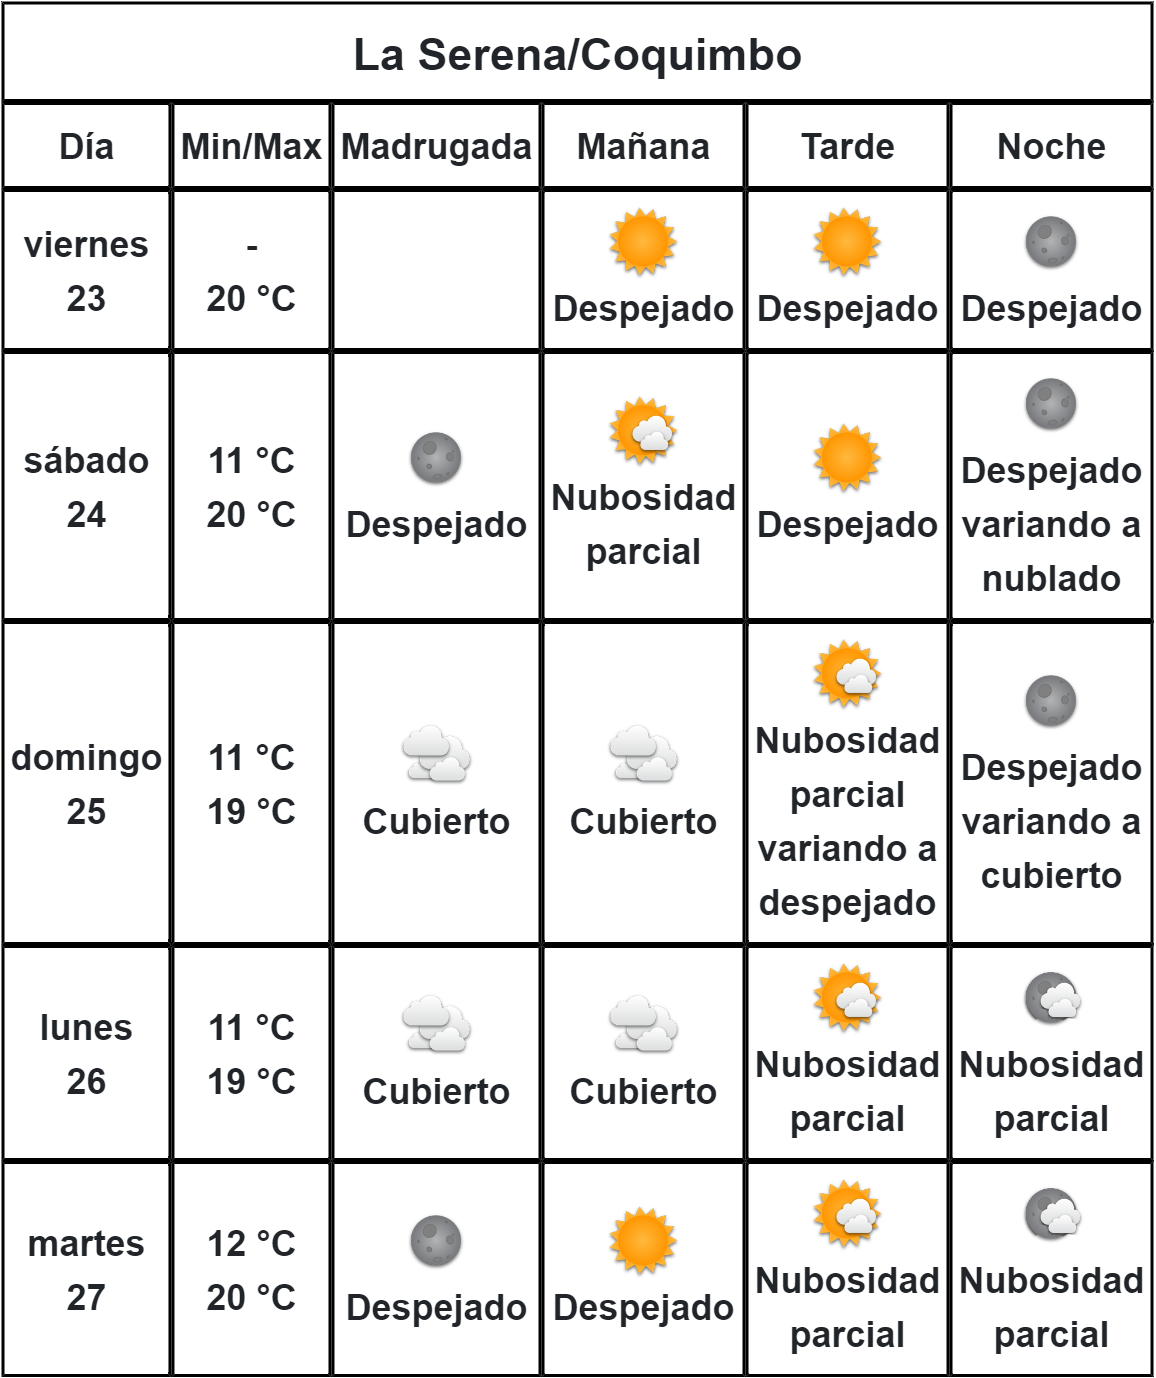 La Serena/Coquimbo
Día Min/Max Madrugada Mañana Tarde Noche
viernes
23
-
20 °C
Despejado
Despejado
Despejado
sábado
24
11 °C
20 °C
Despejado
Nubosidad
parcial
Despejado
Despejado
variando a
nublado
domingo
25
11 °C
19 °C
Cubierto
Cubierto
Nubosidad
parcial
variando a
despejado
Despejado
variando a
cubierto
lunes
26
11 °C
19 °C
Cubierto
Cubierto
Nubosidad
parcial
Nubosidad
parcial
martes
27
12 °C
20 °C
Despejado
Despejado
Nubosidad
parcial
Nubosidad
parcial